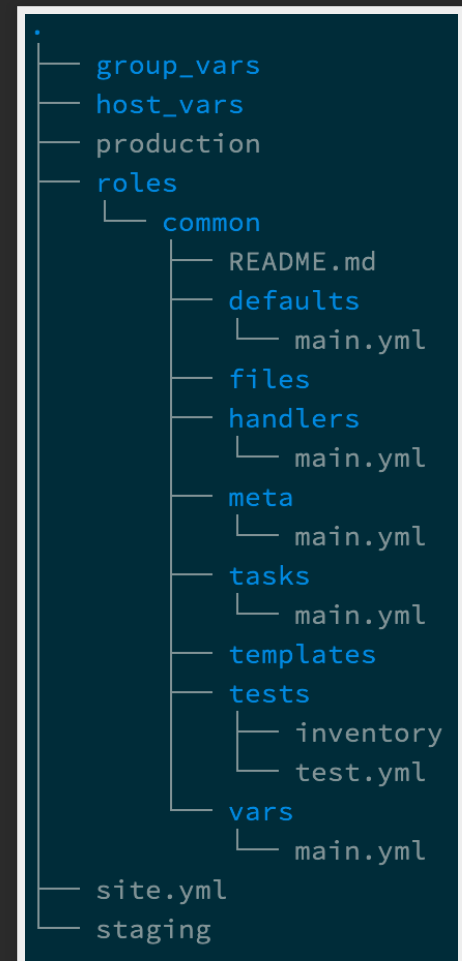 .
├── group_vars
├── host_vars
├── production
├── roles
│   └── common
│       ├── README.md
│       ├── defaults
│       │   └── main.yml
│       ├── files
│       ├── handlers
│       │   └── main.yml
│       ├── meta
│       │   └── main.yml
│       ├── tasks
│       │   └── main.yml
│       ├── templates
│       ├── tests
│       │   ├── inventory
│       │   └── test.yml
│       └── vars
│           └── main.yml
├── site.yml
└── staging